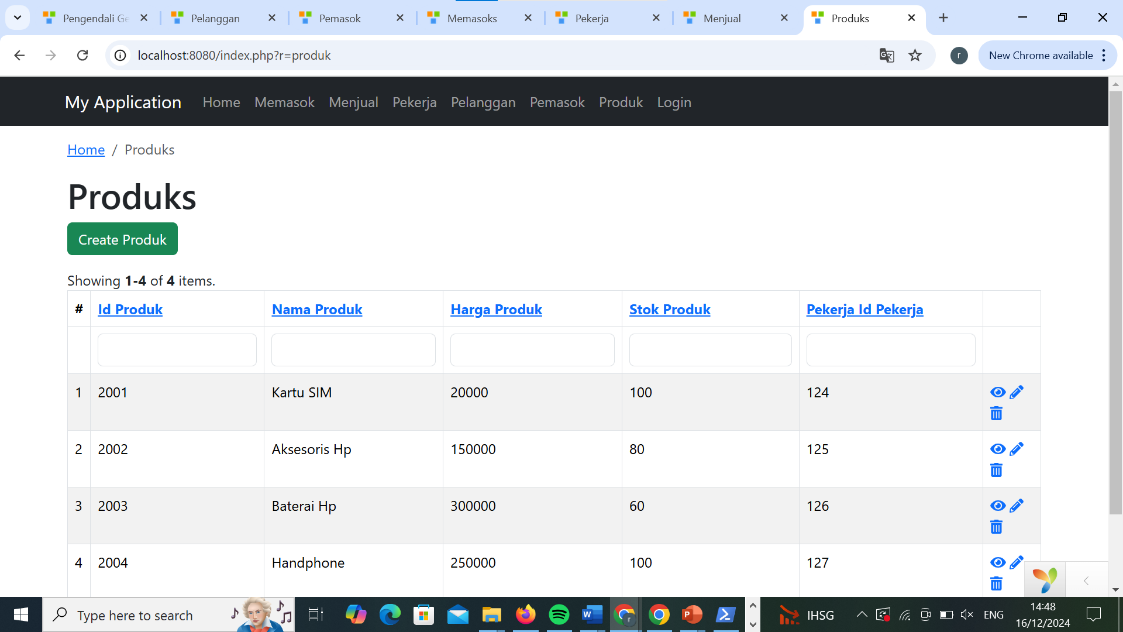 Pengendali Ge
Pelanggan
Pemasok
Memasoks
Pekerja
Menjual
Produks
localhost:8080/index.php?r=produk
r
New Chrome available
My Application Home Memasok Menjual Pekerja Pelanggan Pemasok Produk Login
Home / Produks
Produks
Create Produk
Showing 1-4 of 4 items.
# Id Produk Nama Produk Harga Produk Stok Produk Pekerja Id Pekerja
1 2001 Kartu SIM 20000 100 124
2 2002 Aksesoris Hp 150000 80 125
3 2003 Baterai Hp 300000 60 126
4 2004 Handphone 250000 100 127
Type here to search
IHSG
ENG
14:48
16/12/2024